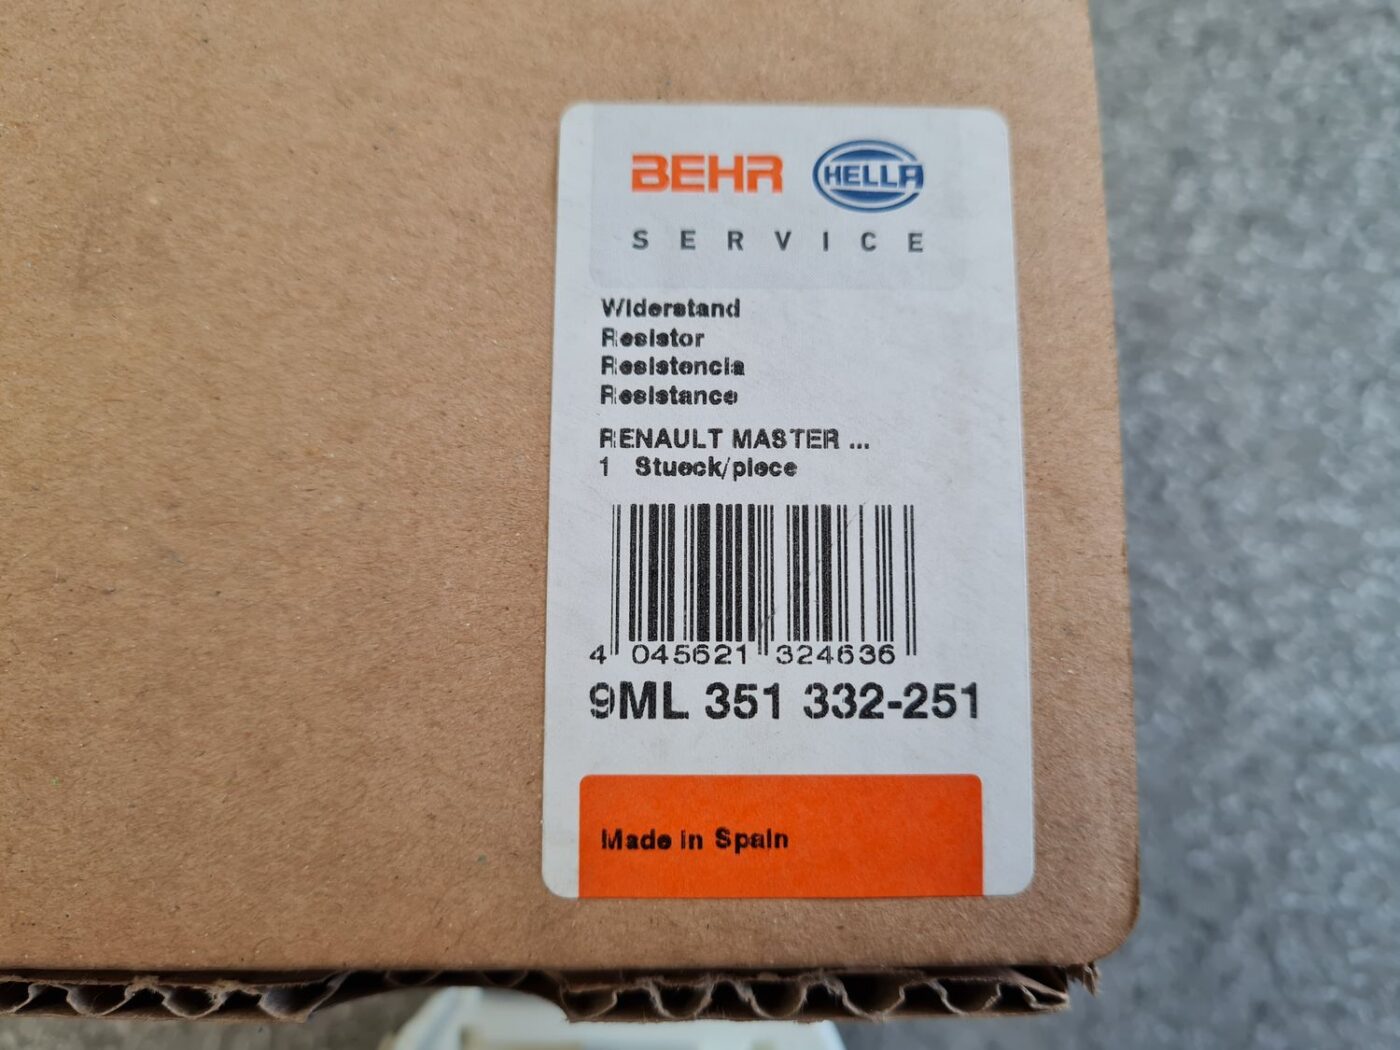 BEHR HELLA
SERVICE
Widerstand
Resistor
Resistencia
Resistance
RENAULT MASTER ...
1 Stueck/piece
4 045621 324636
9ML 351 332-251
Made in Spain